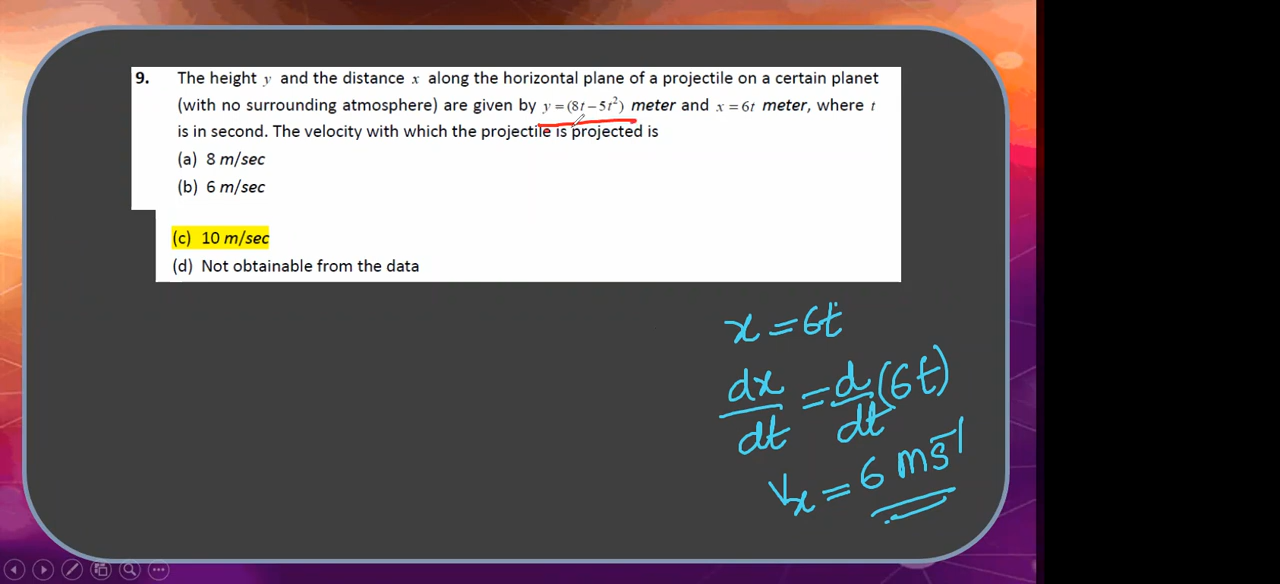 9. The height y and the distance x along the horizontal plane of a projectile on a certain planet
(with no surrounding atmosphere) are given by y = (8t − 5t²) meter and x = 6t meter, where t
is in second. The velocity with which the projectile is projected is
(a) 8 m/sec
(b) 6 m/sec
(c) 10 m/sec
(d) Not obtainable from the data
x = 6t
dx/dt = d/dt (6t)
Vx = 6 ms⁻¹